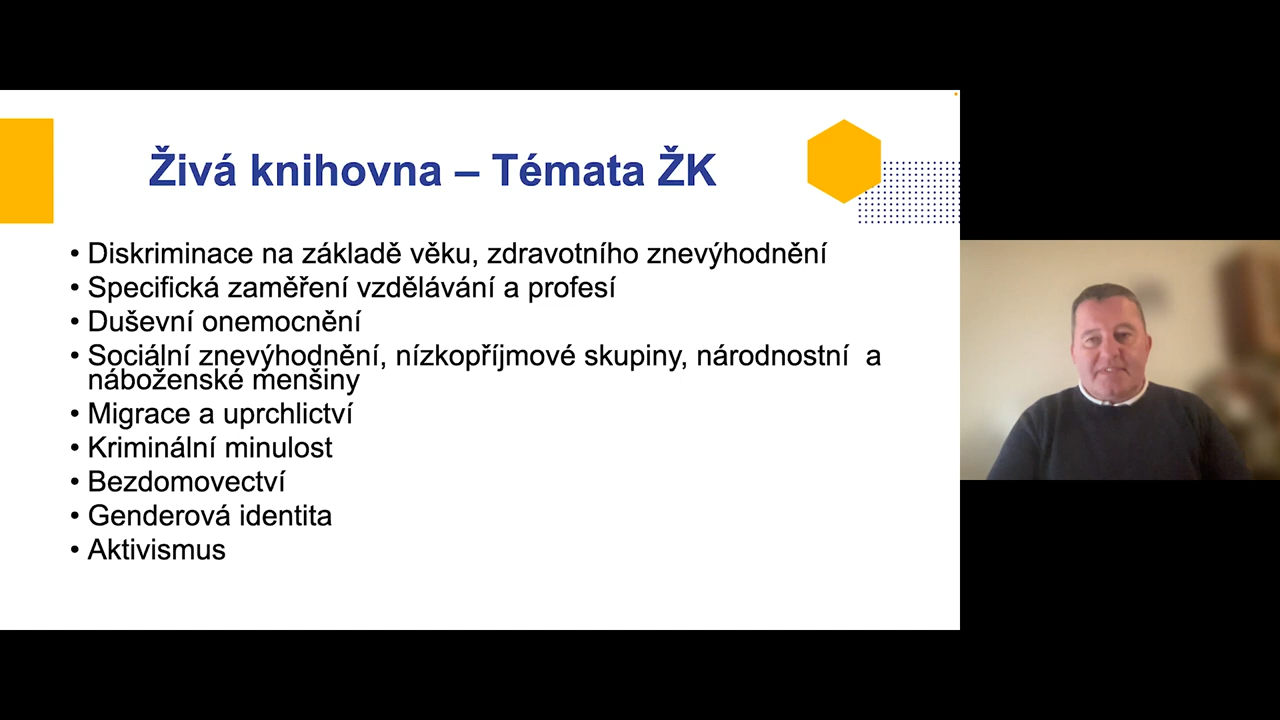 Živá knihovna – Témata ŽK
• Diskriminace na základě věku, zdravotního znevýhodnění
• Specifická zaměření vzdělávání a profesí
• Duševní onemocnění
• Sociální znevýhodnění, nízkopříjmové skupiny, národnostní  a
náboženské menšiny
• Migrace a uprchlictví
• Kriminální minulost
• Bezdomovectví
• Genderová identita
• Aktivismus